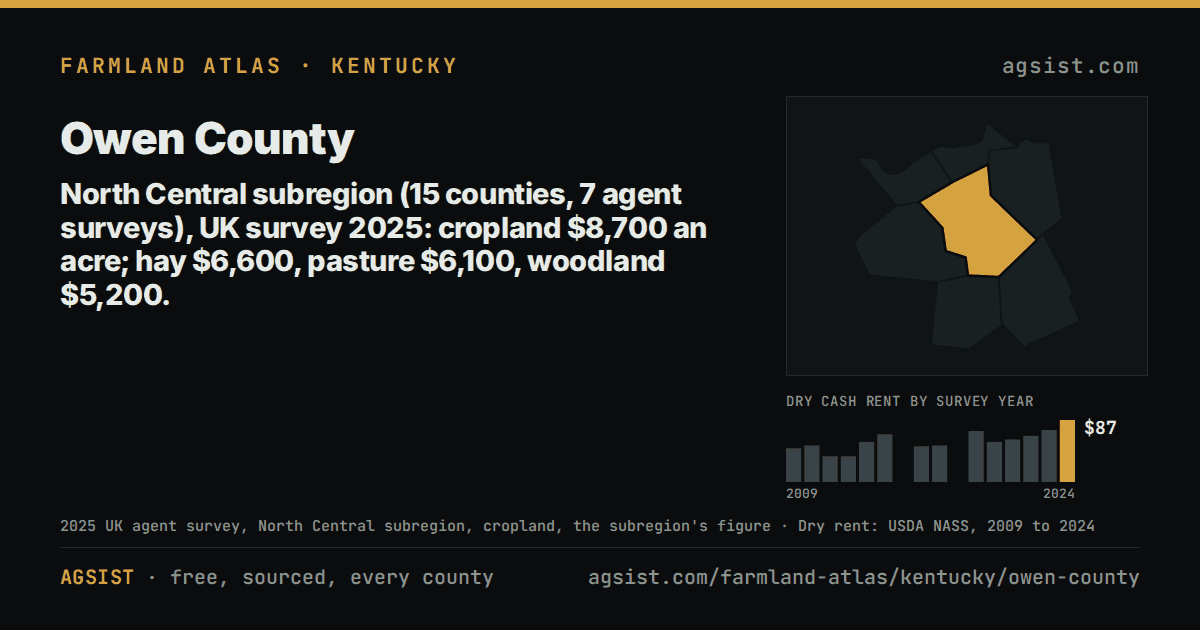 FARMLAND ATLAS · KENTUCKY
agsist.com
Owen County
North Central subregion (15 counties, 7 agent
surveys), UK survey 2025: cropland $8,700 an
acre; hay $6,600, pasture $6,100, woodland
$5,200.
DRY CASH RENT BY SURVEY YEAR
$87
2009
2024
2025 UK agent survey, North Central subregion, cropland, the subregion's figure · Dry rent: USDA NASS, 2009 to 2024
AGSIST · free, sourced, every county
agsist.com/farmland-atlas/kentucky/owen-county